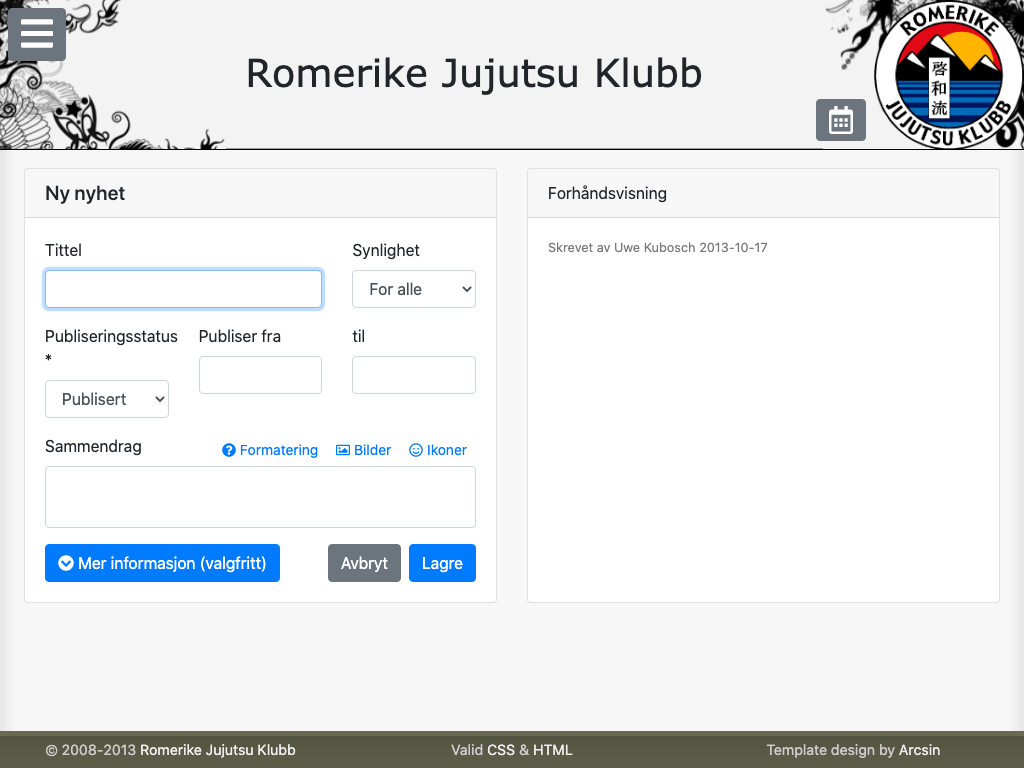 Romerike Jujutsu Klubb
ROMERIKE
啓和流
JUJUTSU KLUBB
Ny nyhet
Tittel
Synlighet
For alle
Publiseringsstatus
*
Publiser fra
til
Publisert
Sammendrag
Formatering
Bilder
Ikoner
Mer informasjon (valgfritt)
Avbryt
Lagre
Forhåndsvisning
Skrevet av Uwe Kubosch 2013-10-17
© 2008-2013 Romerike Jujutsu Klubb
Valid CSS & HTML
Template design by Arcsin